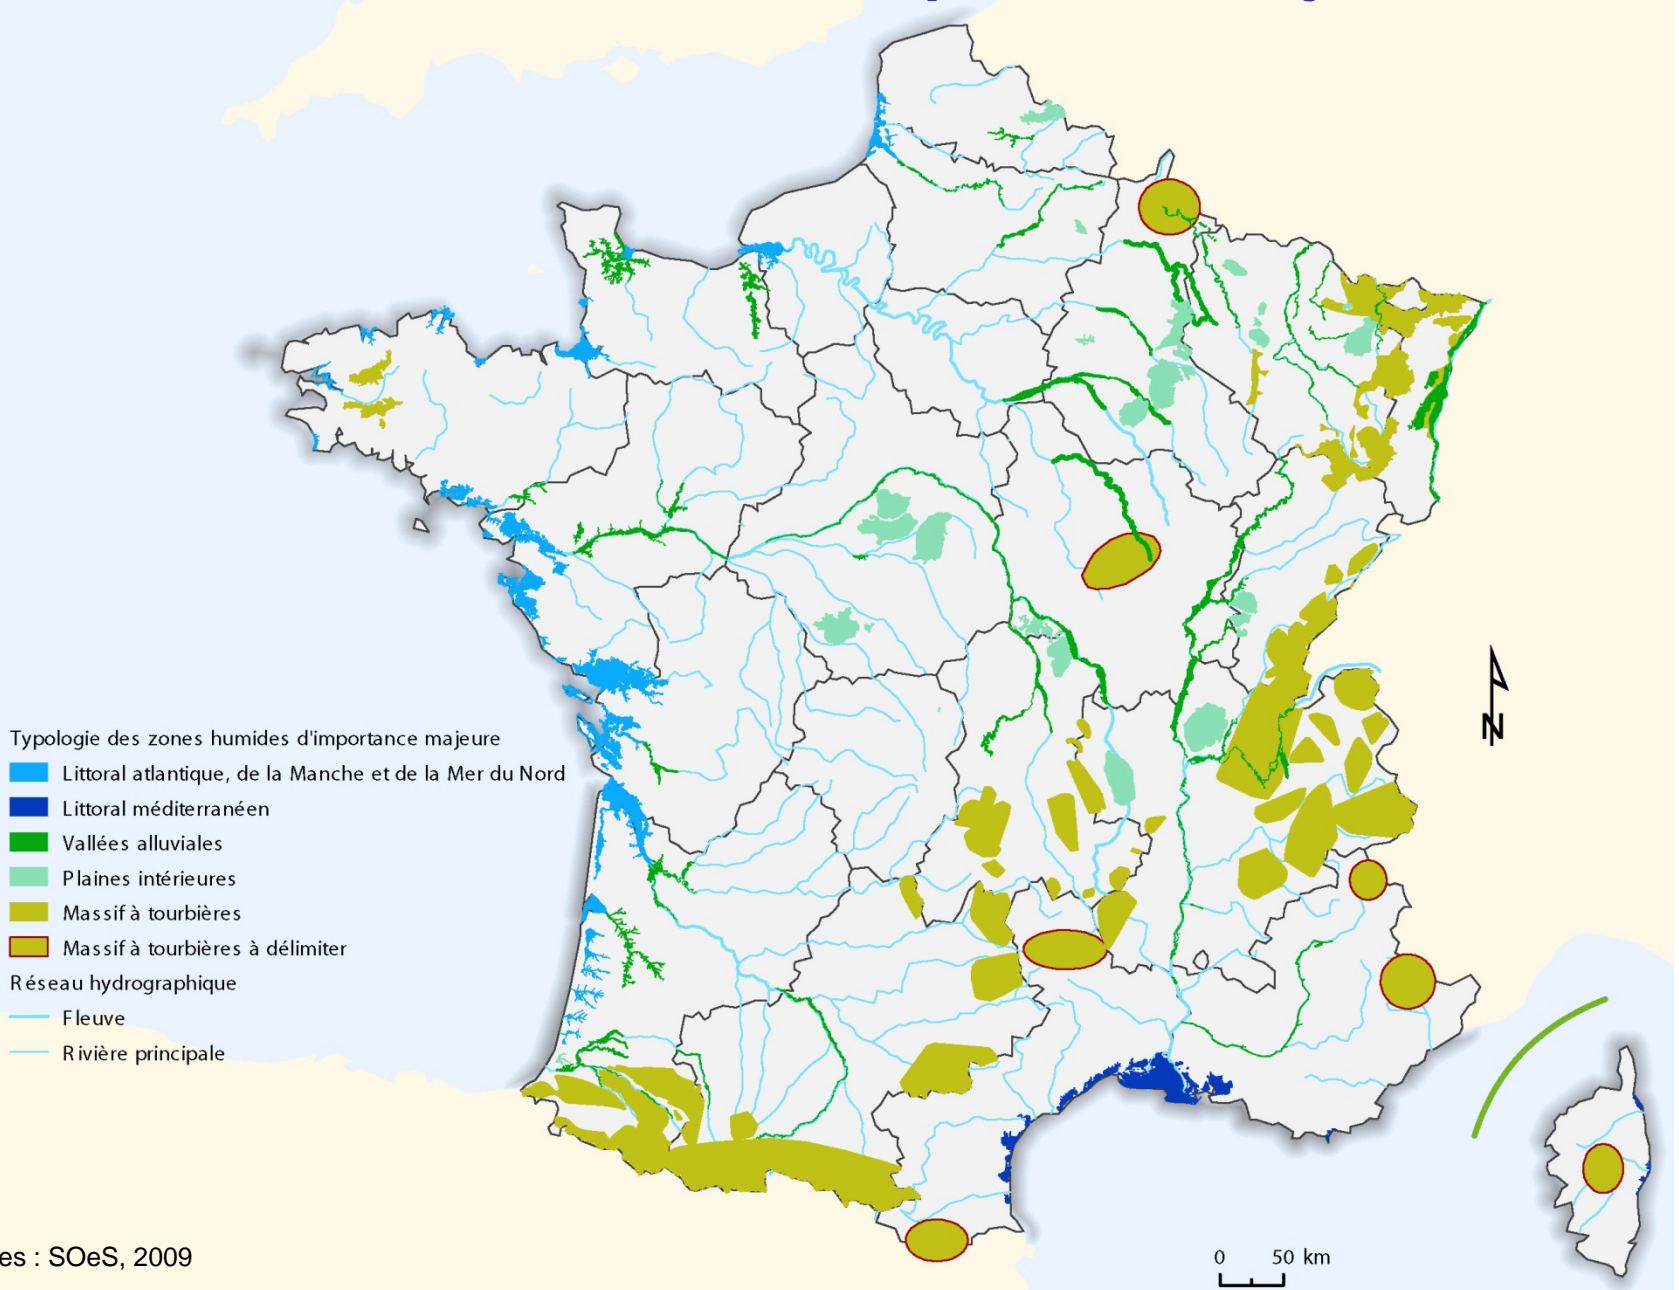 Typologie des zones humides d'importance majeure
Littoral atlantique, de la Manche et de la Mer du Nord
Littoral méditerranéen
Vallées alluviales
Plaines intérieures
Massif à tourbières
Massif à tourbières à délimiter
Réseau hydrographique
Fleuve
Rivière principale
N
0 50 km
es : SOeS, 2009